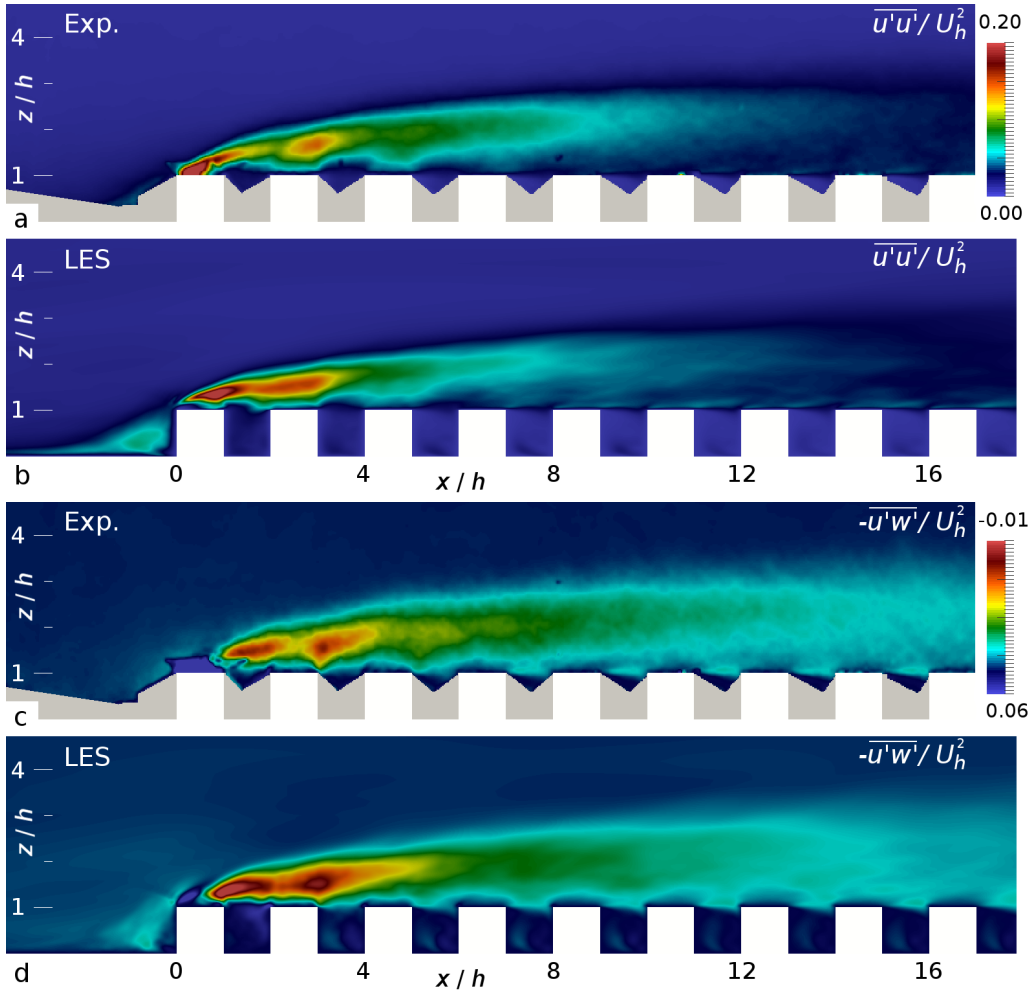 Exp.
u'u'/ U_h^2
0.20
4
z / h
1
0.00
a
LES
u'u'/ U_h^2
4
z / h
1
b
0 4 8 12 16
x / h
Exp.
-u'w'/ U_h^2
-0.01
4
z / h
1
0.06
c
LES
-u'w'/ U_h^2
4
z / h
1
d
0 4 8 12 16
x / h